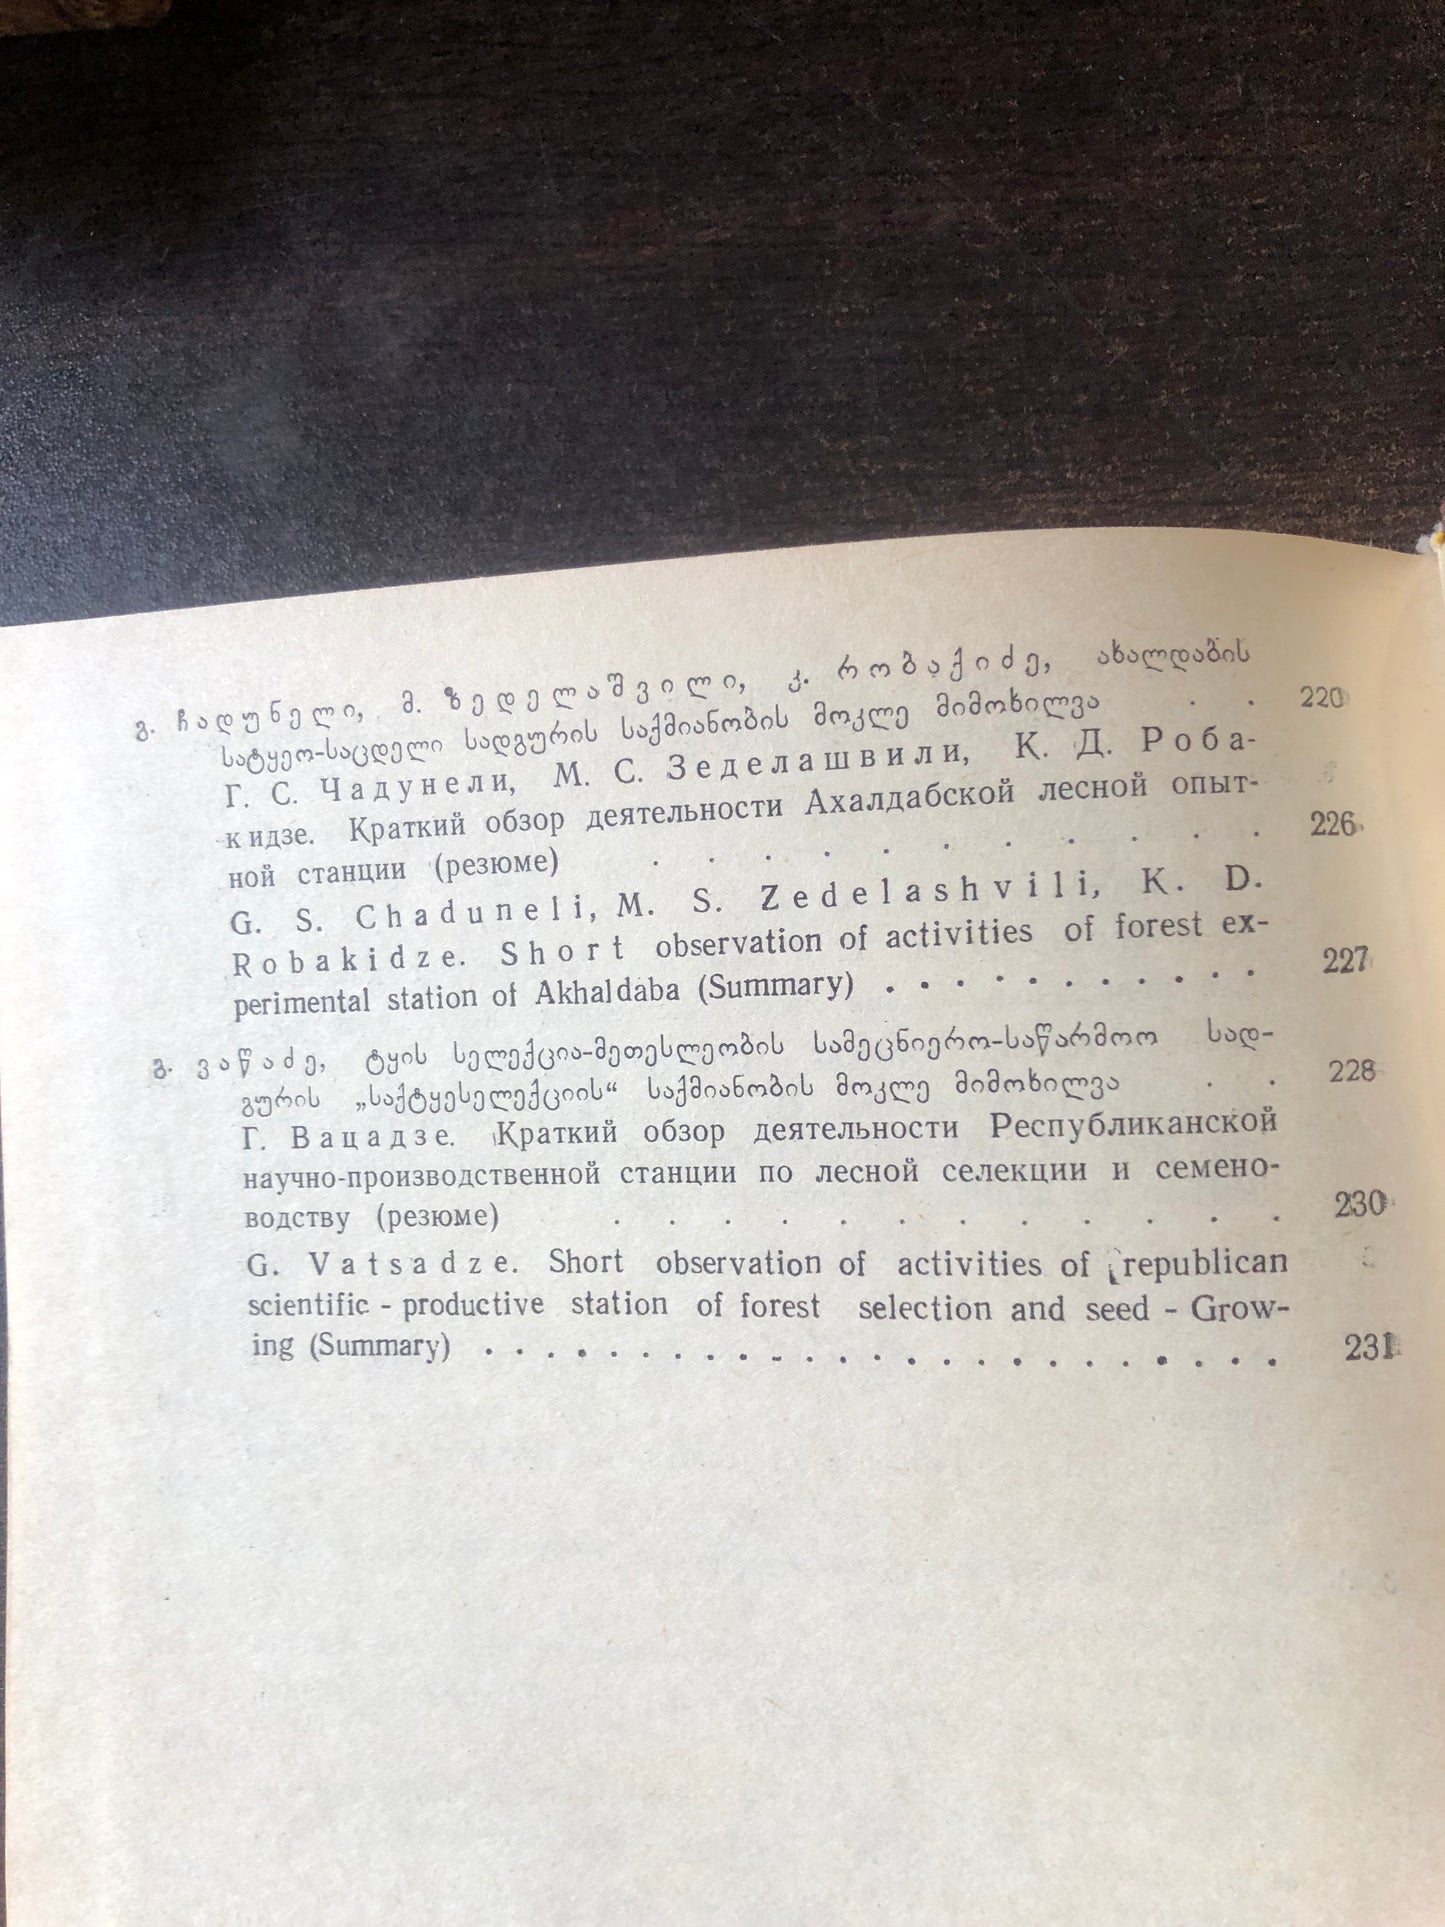 გ. ჩადუნელი, მ. ზედელაშვილი, კ. რობაქიძე, ახალდაბის
სატყეო-საცდელი სადგურის საქმიანობის მოკლე მიმოხილვა . . 220
Г. С. Чадунели, М. С. Зеделашвили, К. Д. Роба-
кидзе. Краткий обзор деятельности Ахалдабской лесной опыт-
ной станции (резюме) . . . . . . . . . . . 226
G. S. Chaduneli, M. S. Zedelashvili, K. D.
Robakidze. Short observation of activities of forest ex-
perimental station of Akhaldaba (Summary) . . . . . . . . . . . 227
გ. ვაწაძე, ტყის სელექცია-მეთესლეობის სამეცნიერო-საწარმოო სად-
გურის „საქტყესელექციის“ საქმიანობის მოკლე მიმოხილვა . . 228
Г. Вацадзе. Краткий обзор деятельности Республиканской
научно-производственной станции по лесной селекции и семено-
водству (резюме) . . . . . . . . . . . . 230
G. Vatsadze. Short observation of activities of republican
scientific - productive station of forest selection and seed - Grow-
ing (Summary) . . . . . . . . . . . . . . . . . . . . . . . . 231